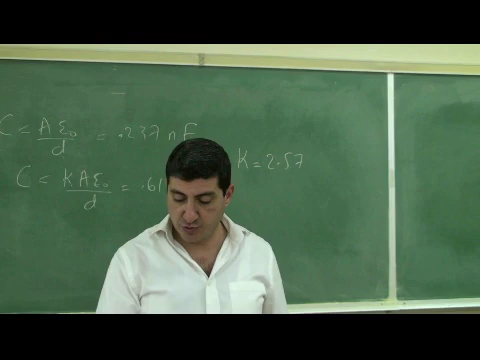 C = Aε₀/d = .237 nF
K = 2.57
C = KAε₀/d = .61